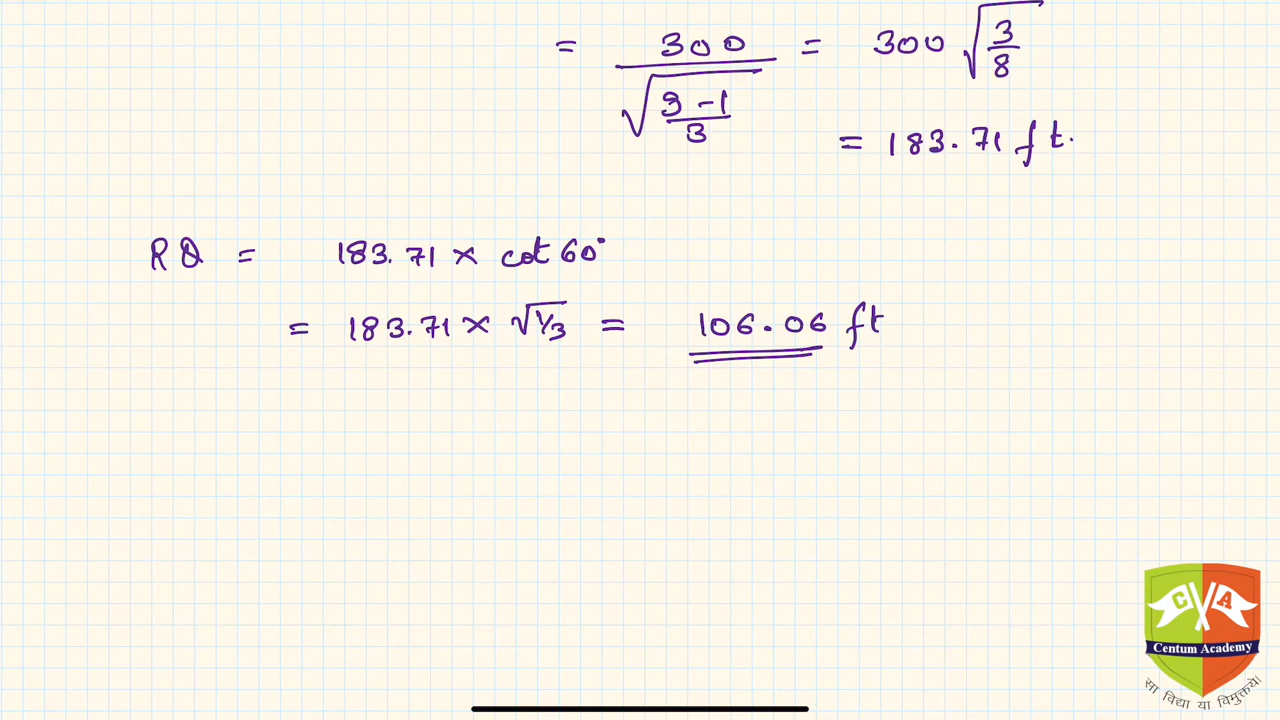 = 300 / √((9 - 1)/3) = 300 √(3/8)
= 183.71 ft.
RQ = 183.71 × cot 60°
= 183.71 × √1/3 = 106.06 ft
C A
Centum Academy
सा विद्या या विमुक्तये